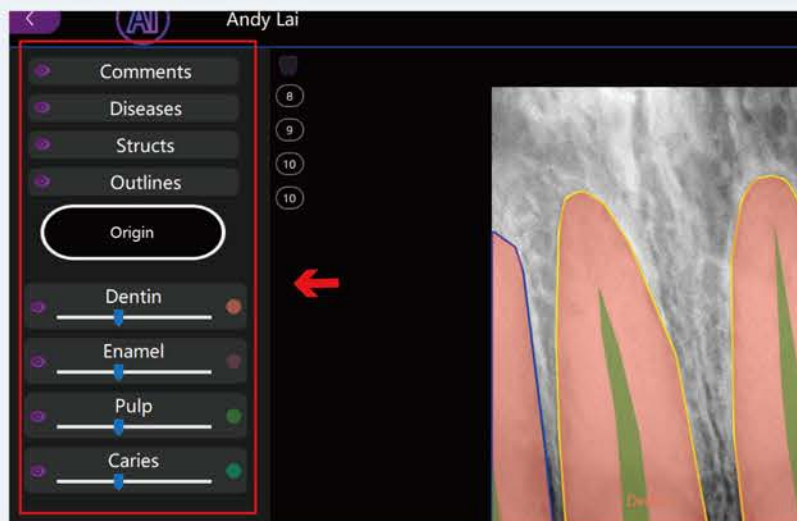 AI
Andy Lai
Comments
Diseases
Structs
Outlines
Origin
Dentin
Enamel
Pulp
Caries
8
9
10
10